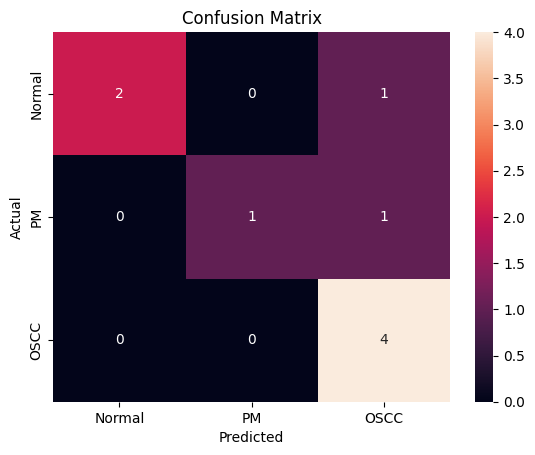 Confusion Matrix
Actual
Normal
2
0
1
PM
0
1
1
OSCC
0
0
4
Normal
PM
OSCC
Predicted
4.0
3.5
3.0
2.5
2.0
1.5
1.0
0.5
0.0